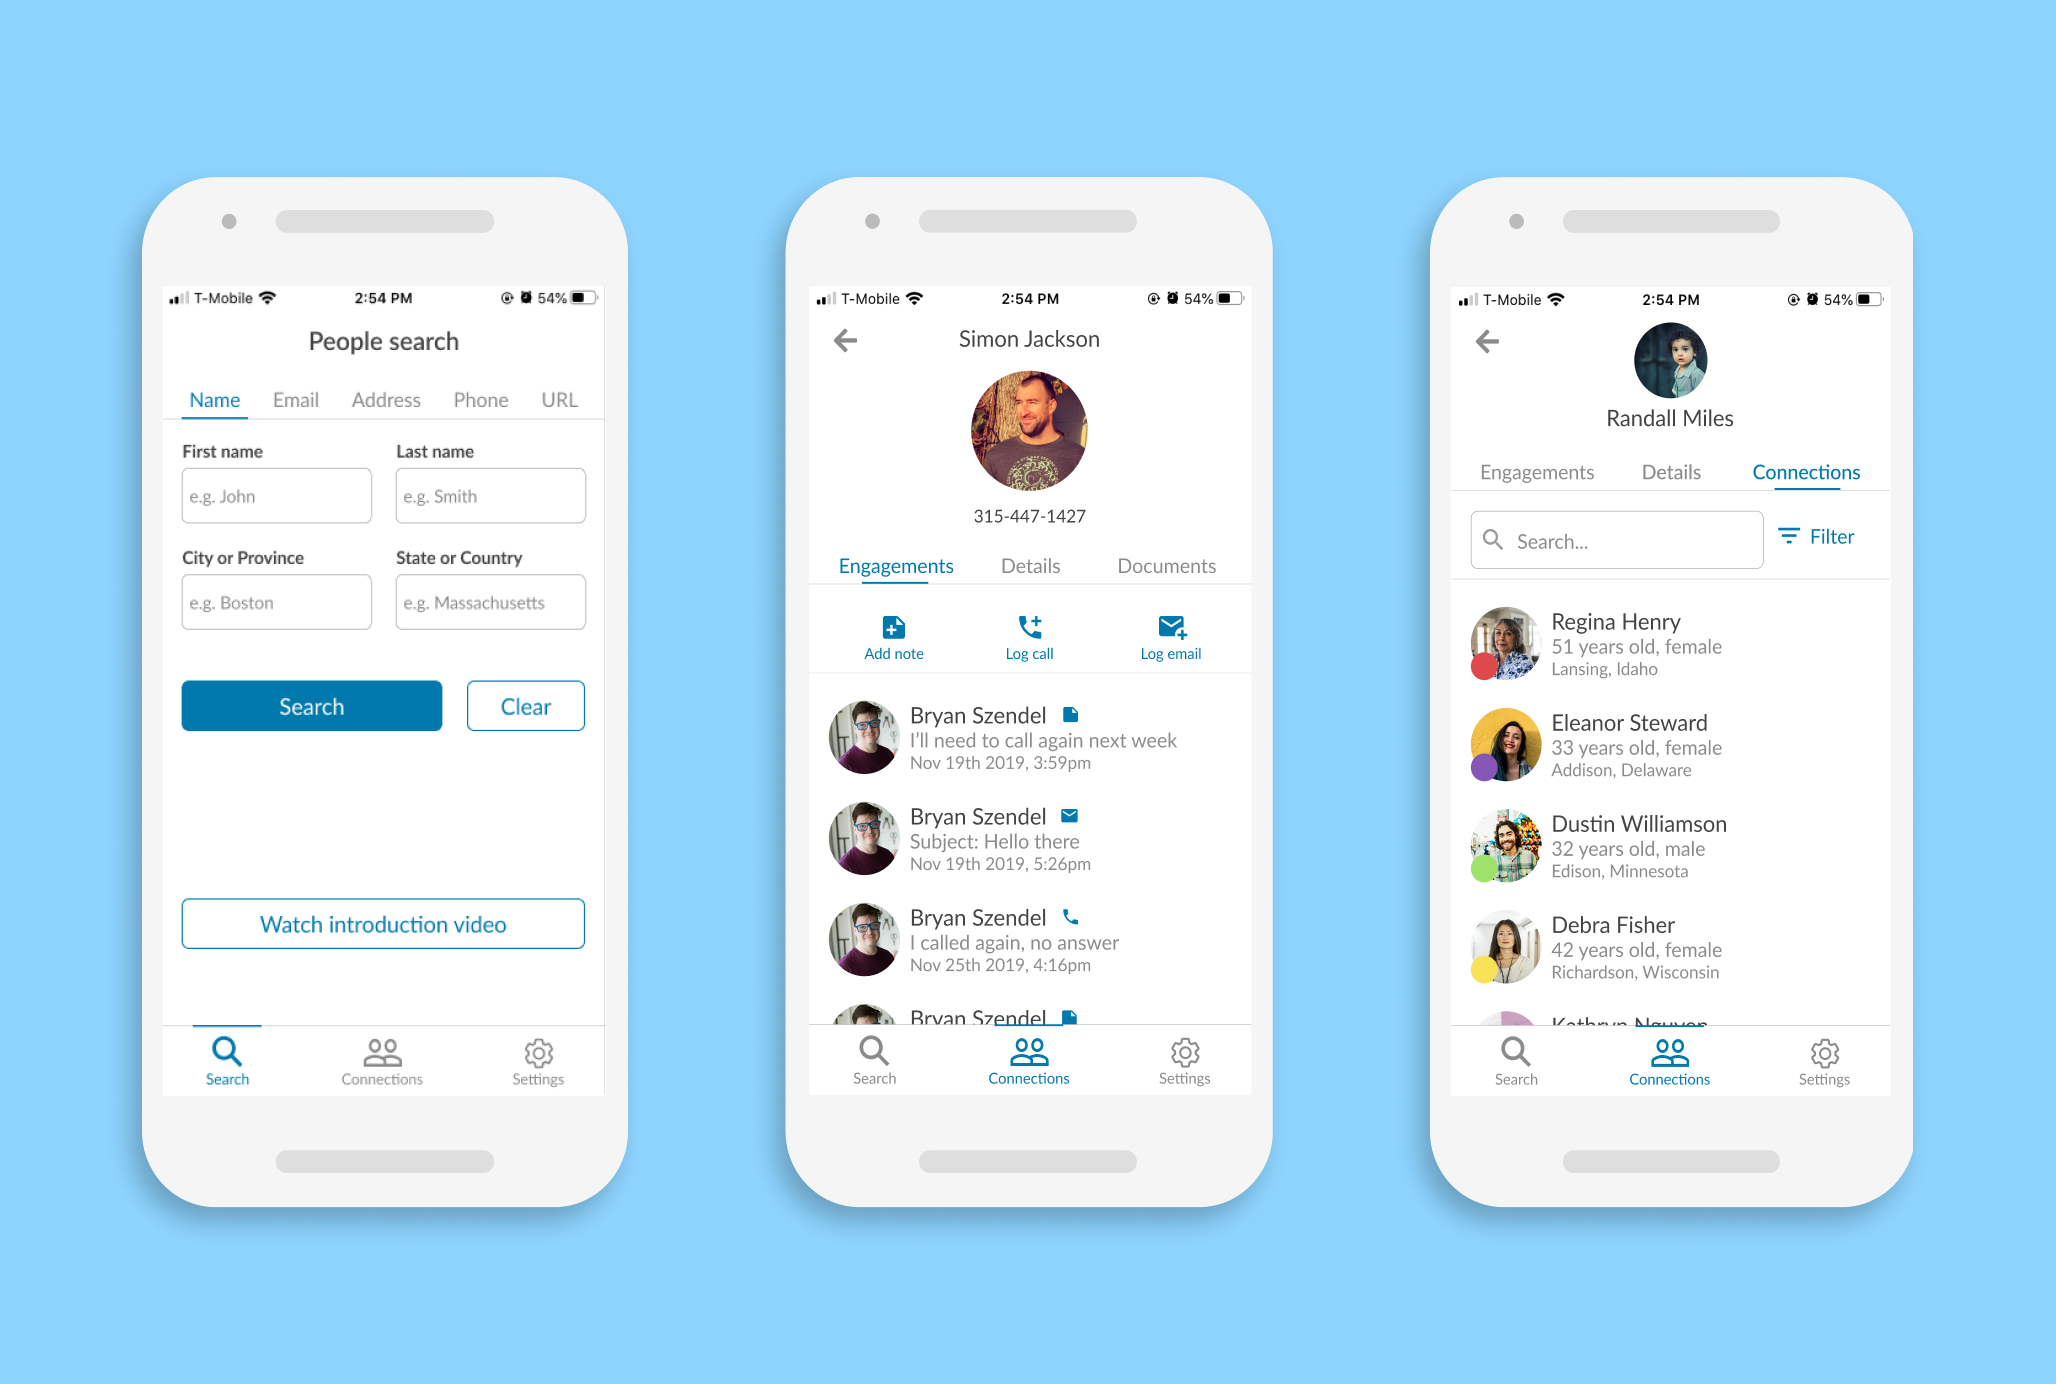 T-Mobile 2:54 PM 54%
People search
Name Email Address Phone URL
First name Last name
e.g. John e.g. Smith
City or Province State or Country
e.g. Boston e.g. Massachusetts
Search Clear
Watch introduction video
Search Connections Settings
T-Mobile 2:54 PM 54%
Simon Jackson
315-447-1427
Engagements Details Documents
Add note Log call Log email
Bryan Szendel
I'll need to call again next week
Nov 19th 2019, 3:59pm
Bryan Szendel
Subject: Hello there
Nov 19th 2019, 5:26pm
Bryan Szendel
I called again, no answer
Nov 25th 2019, 4:16pm
Bryan Szendel
Search Connections Settings
T-Mobile 2:54 PM 54%
Randall Miles
Engagements Details Connections
Search... Filter
Regina Henry
51 years old, female
Lansing, Idaho
Eleanor Steward
33 years old, female
Addison, Delaware
Dustin Williamson
32 years old, male
Edison, Minnesota
Debra Fisher
42 years old, female
Richardson, Wisconsin
Kathryn Nguyen
Search Connections Settings